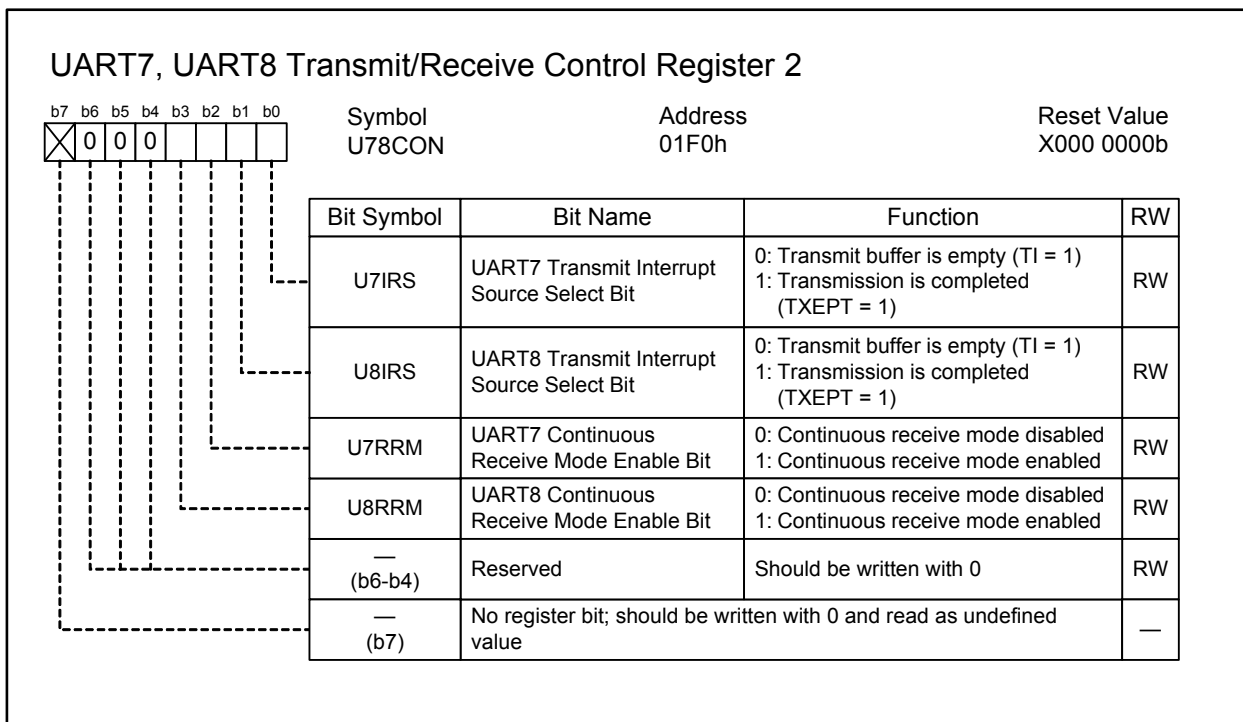 UART7, UART8 Transmit/Receive Control Register 2
b7 b6 b5 b4 b3 b2 b1 b0
0 0 0
Symbol Address Reset Value
U78CON 01F0h X000 0000b
Bit Symbol Bit Name Function RW
U7IRS
UART7 Transmit Interrupt
Source Select Bit
0: Transmit buffer is empty (TI = 1)
1: Transmission is completed
(TXEPT = 1)
RW
U8IRS
UART8 Transmit Interrupt
Source Select Bit
0: Transmit buffer is empty (TI = 1)
1: Transmission is completed
(TXEPT = 1)
RW
U7RRM
UART7 Continuous
Receive Mode Enable Bit
0: Continuous receive mode disabled
1: Continuous receive mode enabled
RW
U8RRM
UART8 Continuous
Receive Mode Enable Bit
0: Continuous receive mode disabled
1: Continuous receive mode enabled
RW
—
(b6-b4)
Reserved
Should be written with 0
RW
—
(b7)
No register bit; should be written with 0 and read as undefined
value
—